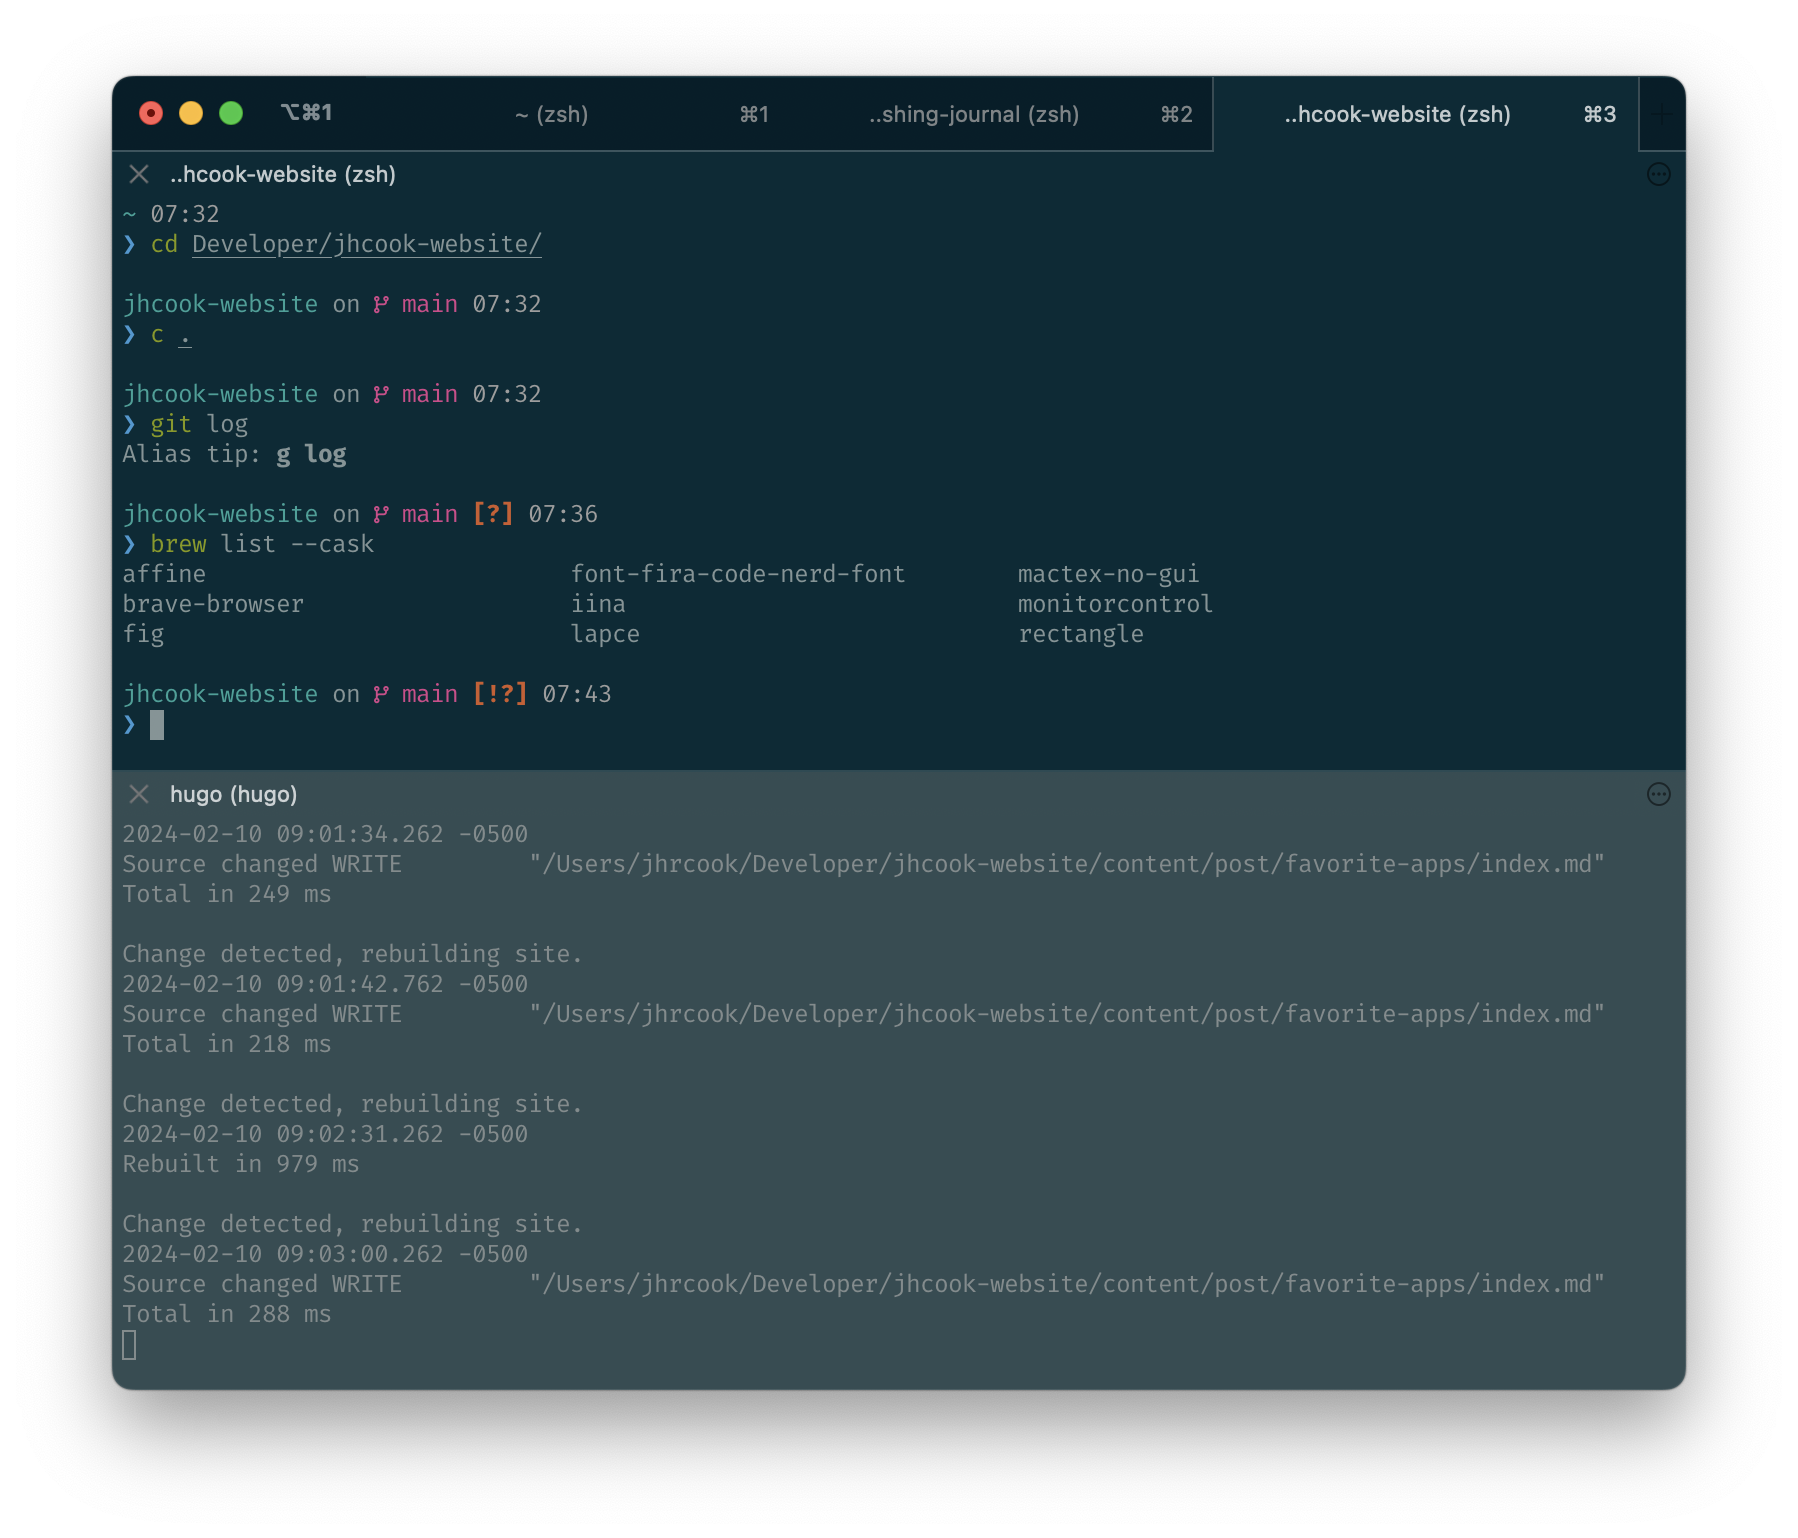 ⌥⌘1 ~ (zsh) ⌘1 ..shing-journal (zsh) ⌘2 ..hcook-website (zsh) ⌘3
..hcook-website (zsh)
~ 07:32
❯ cd Developer/jhcook-website/
jhcook-website on main 07:32
❯ c .
jhcook-website on main 07:32
❯ git log
Alias tip: g log
jhcook-website on main [?] 07:36
❯ brew list --cask
affine font-fira-code-nerd-font mactex-no-gui
brave-browser iina monitorcontrol
fig lapce rectangle
jhcook-website on main [!?] 07:43
❯
hugo (hugo)
2024-02-10 09:01:34.262 -0500
Source changed WRITE "/Users/jhrcook/Developer/jhcook-website/content/post/favorite-apps/index.md"
Total in 249 ms
Change detected, rebuilding site.
2024-02-10 09:01:42.762 -0500
Source changed WRITE "/Users/jhrcook/Developer/jhcook-website/content/post/favorite-apps/index.md"
Total in 218 ms
Change detected, rebuilding site.
2024-02-10 09:02:31.262 -0500
Rebuilt in 979 ms
Change detected, rebuilding site.
2024-02-10 09:03:00.262 -0500
Source changed WRITE "/Users/jhrcook/Developer/jhcook-website/content/post/favorite-apps/index.md"
Total in 288 ms